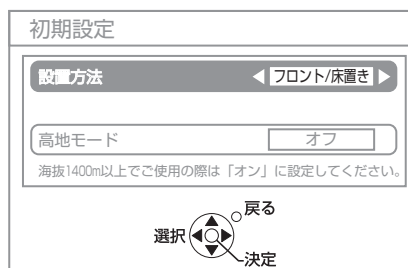 初期設定
設置方法
フロント/床置き
高地モード
オフ
海抜1400m以上でご使用の際は「オン」に設定してください。
戻る
選択
決定